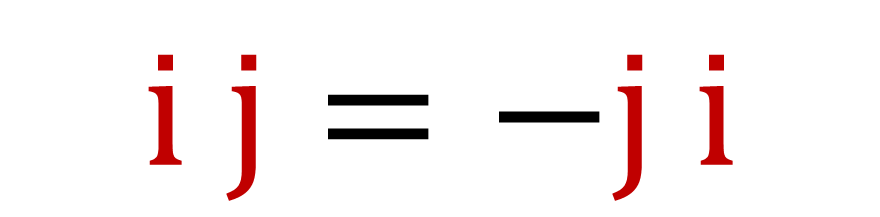 i j = −j i